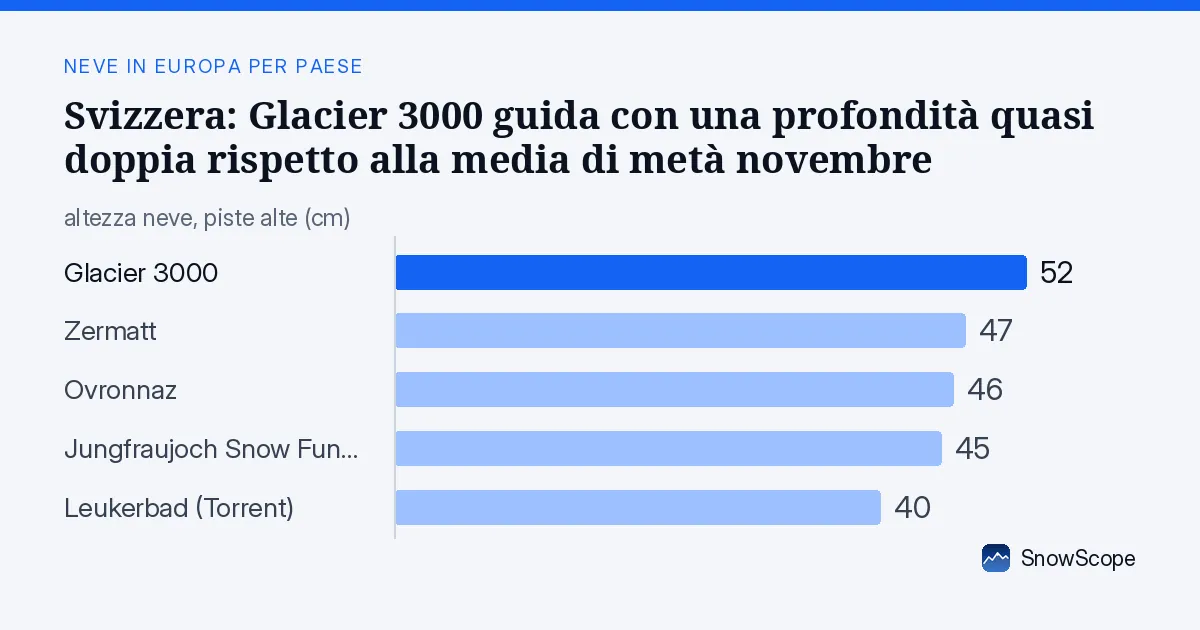 NEVE IN EUROPA PER PAESE
Svizzera: Glacier 3000 guida con una profondità quasi
doppia rispetto alla media di metà novembre
altezza neve, piste alte (cm)
Glacier 3000 52
Zermatt 47
Ovronnaz 46
Jungfraujoch Snow Fun... 45
Leukerbad (Torrent) 40
SnowScope